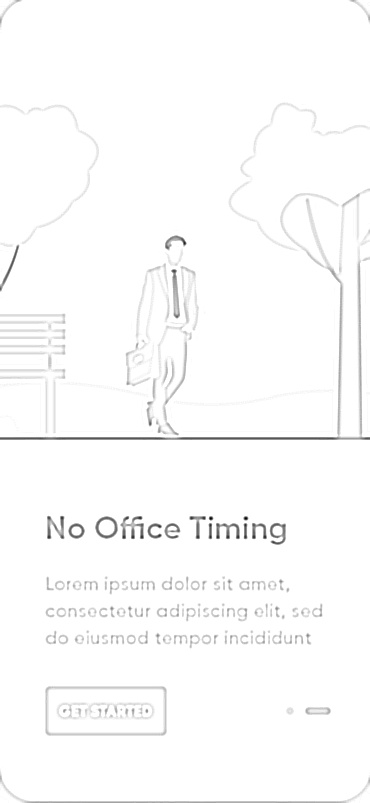 No Office Timing
Lorem ipsum dolor sit amet,
consectetur adipiscing elit, sed
do eiusmod tempor incididunt
GET STARTED